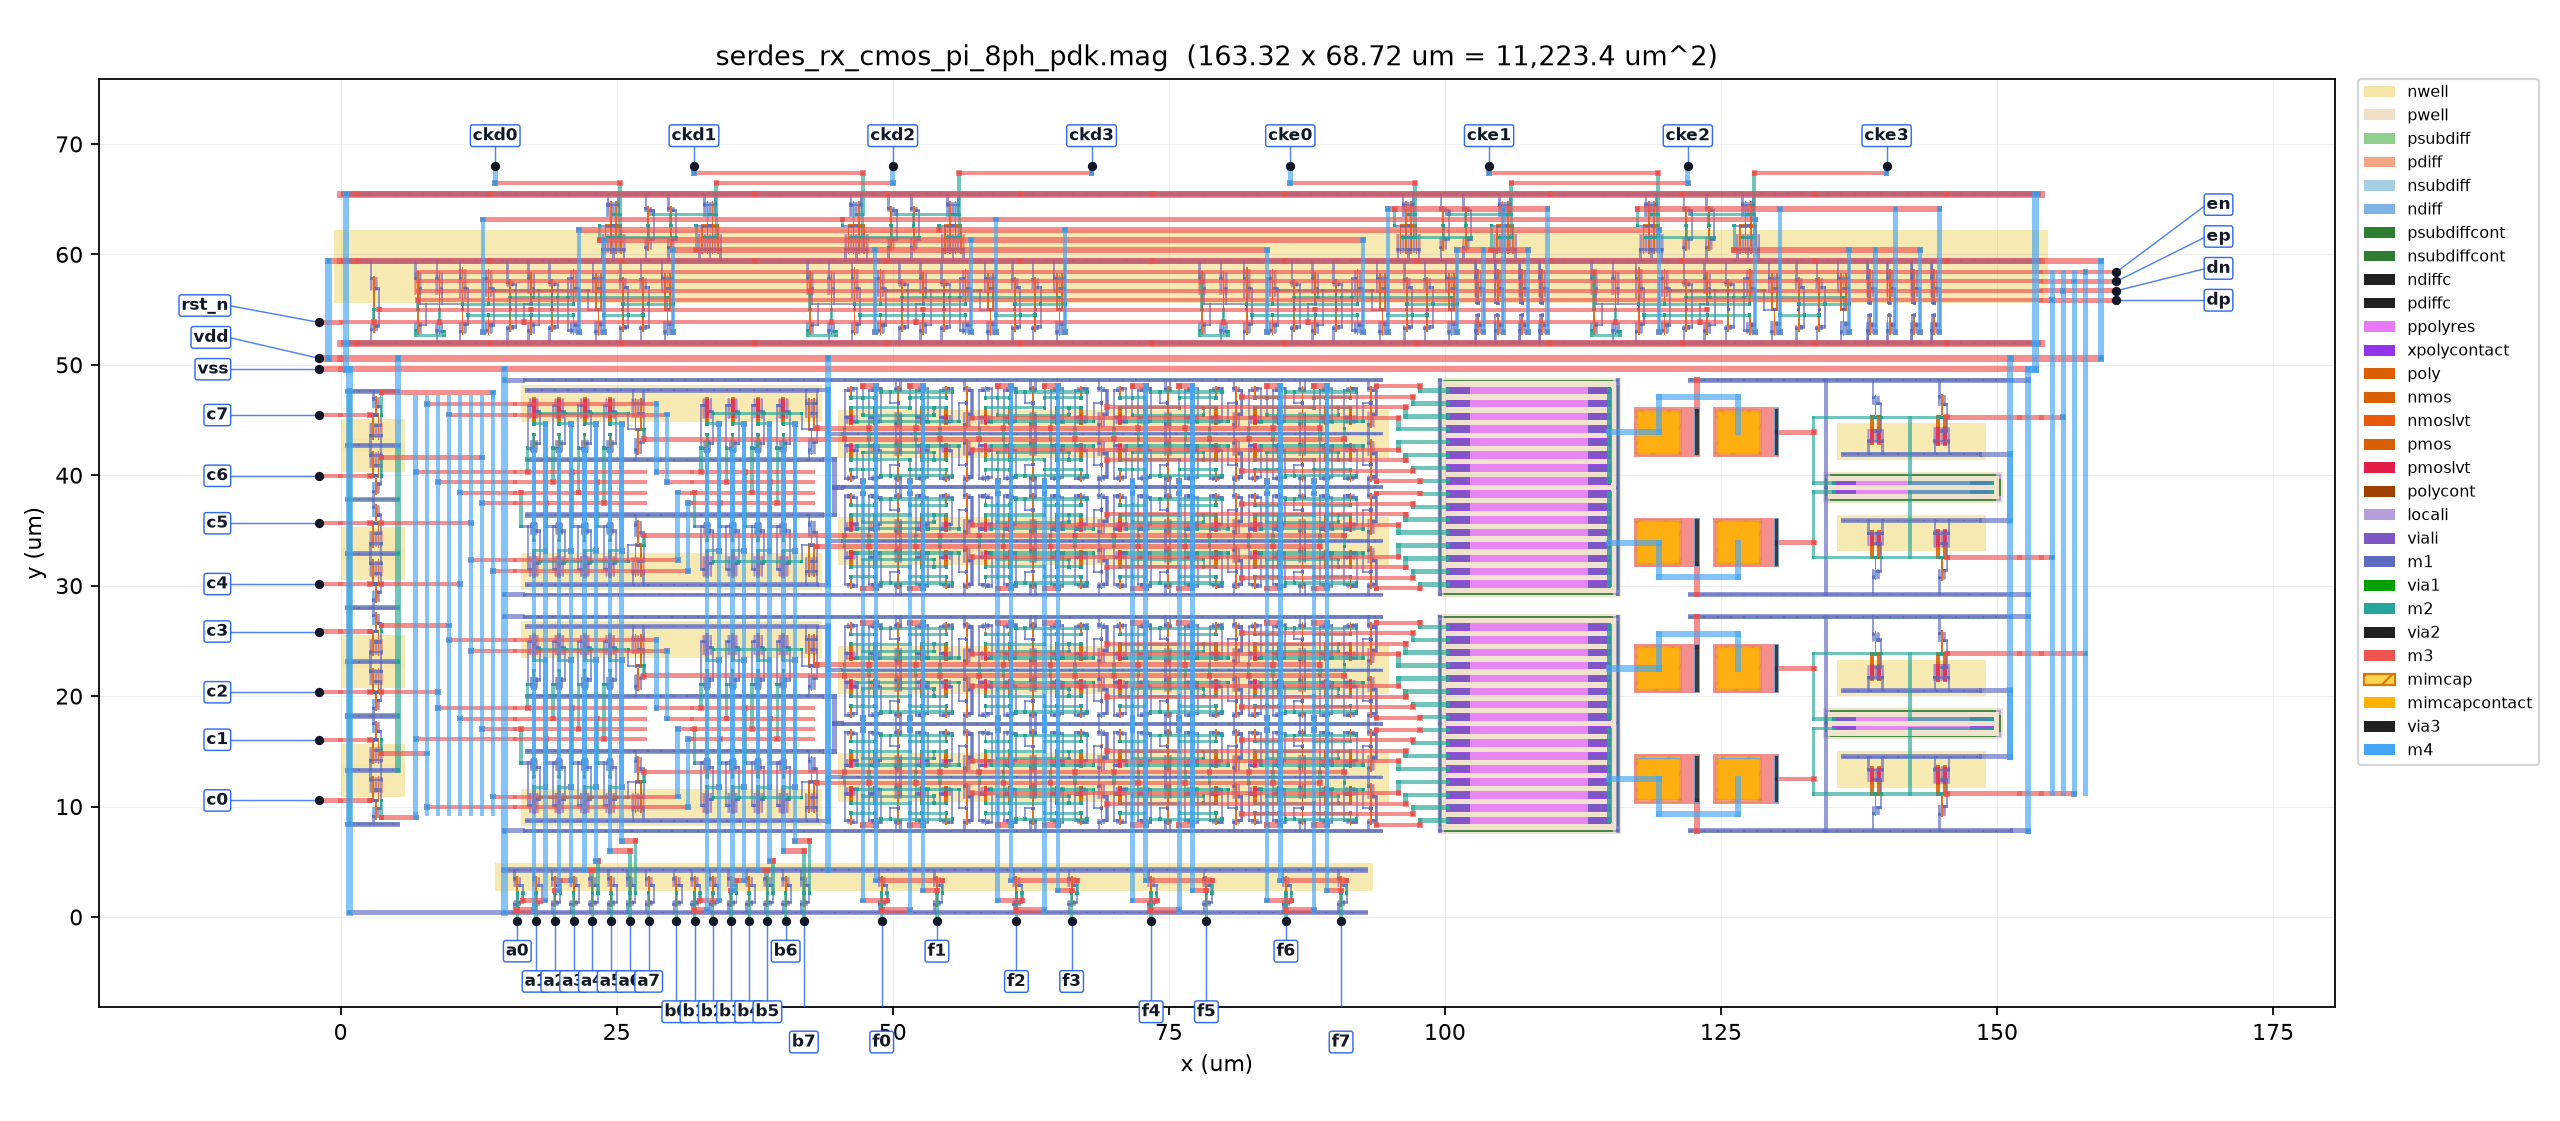 serdes_rx_cmos_pi_8ph_pdk.mag (163.32 x 68.72 um = 11,223.4 um^2)
ckd0 ckd1 ckd2 ckd3 cke0 cke1 cke2 cke3
en
ep
dn
dp
rst_n
vdd
vss
c7
c6
c5
c4
c3
c2
c1
c0
a0 b6 f1 f6
a7 f2 f3
b5 f4 f5
b7 f0 f7
70
60
50
40
30
20
10
0
y (um)
0 25 50 75 100 125 150 175
x (um)
nwell
pwell
psubdiff
pdiff
nsubdiff
ndiff
psubdiffcont
nsubdiffcont
ndiffc
pdiffc
ppolyres
xpolycontact
poly
nmos
nmoslvt
pmos
pmoslvt
polycont
locali
viali
m1
via1
m2
via2
m3
mimcap
mimcapcontact
via3
m4